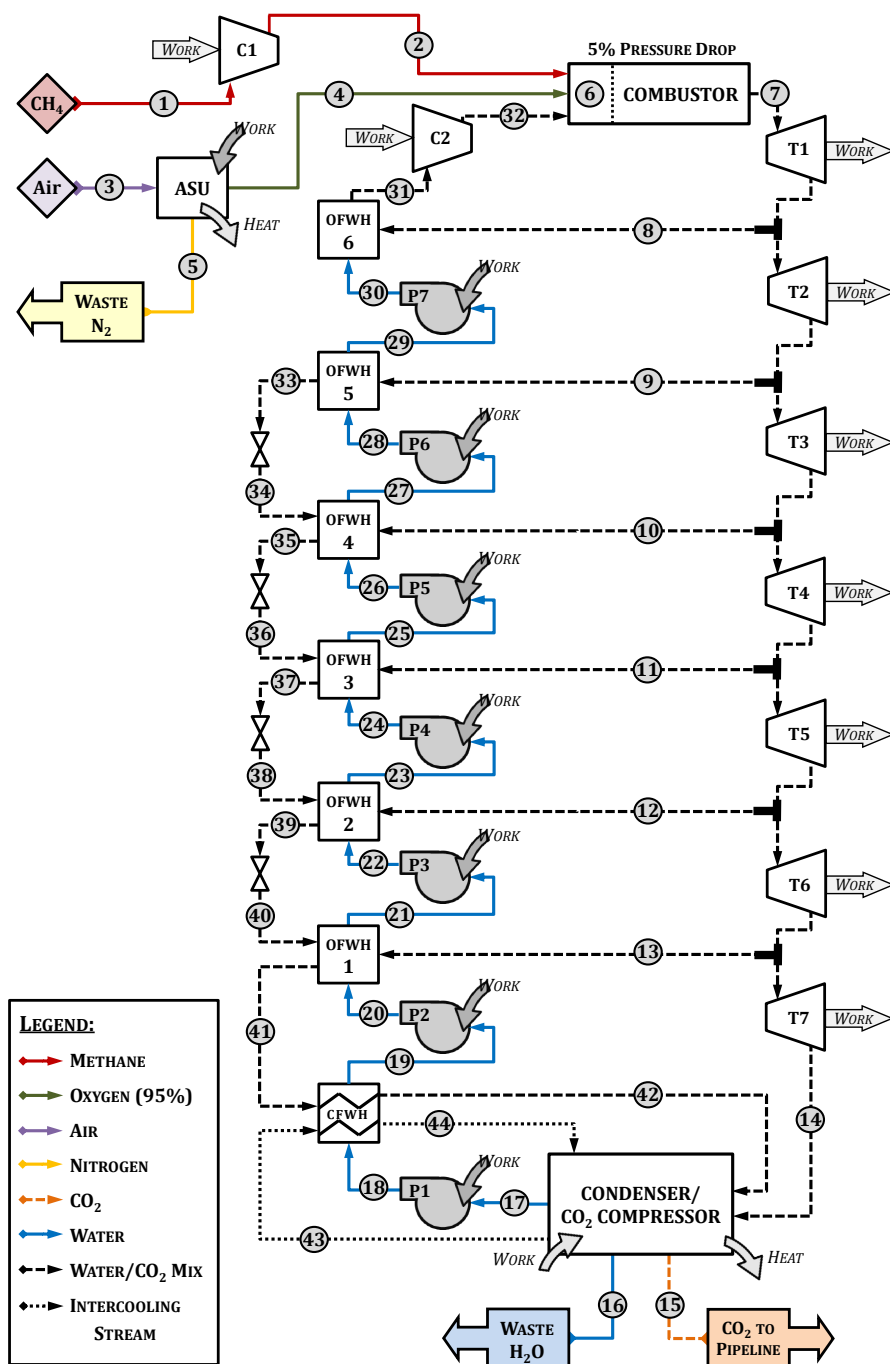 WORK
C1
2
5% PRESSURE DROP
CH4
1
4
6
COMBUSTOR
7
WORK
C2
32
WORK
T1
WORK
Air
3
ASU
HEAT
31
5
OFWH
6
8
WASTE
N2
30
P7
WORK
T2
WORK
29
33
OFWH
5
9
28
P6
WORK
T3
WORK
34
27
35
OFWH
4
10
26
P5
WORK
T4
WORK
36
25
37
OFWH
3
11
24
P4
WORK
T5
WORK
38
23
39
OFWH
2
12
22
P3
WORK
T6
WORK
40
21
OFWH
1
13
41
20
P2
WORK
T7
WORK
19
CFWH
42
44
14
18
P1
WORK
17
CONDENSER/
CO2 COMPRESSOR
43
WORK
HEAT
16
15
WASTE
H2O
CO2 TO
PIPELINE
LEGEND:
METHANE
OXYGEN (95%)
AIR
NITROGEN
CO2
WATER
WATER/CO2 MIX
INTERCOOLING
STREAM